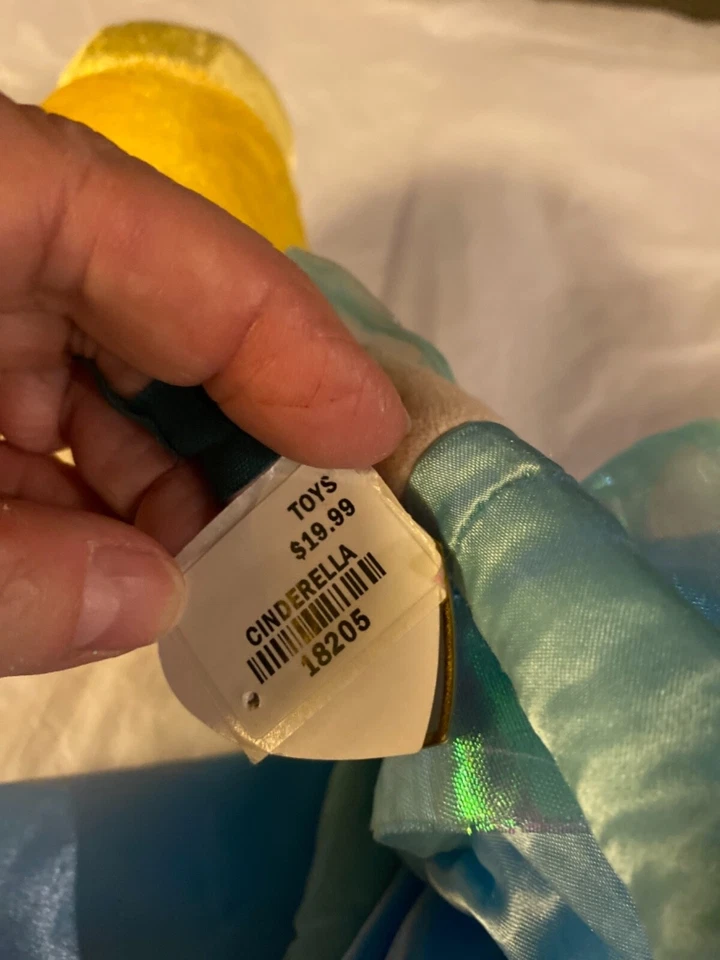 TOYS
$19.99
CINDERELLA
18205